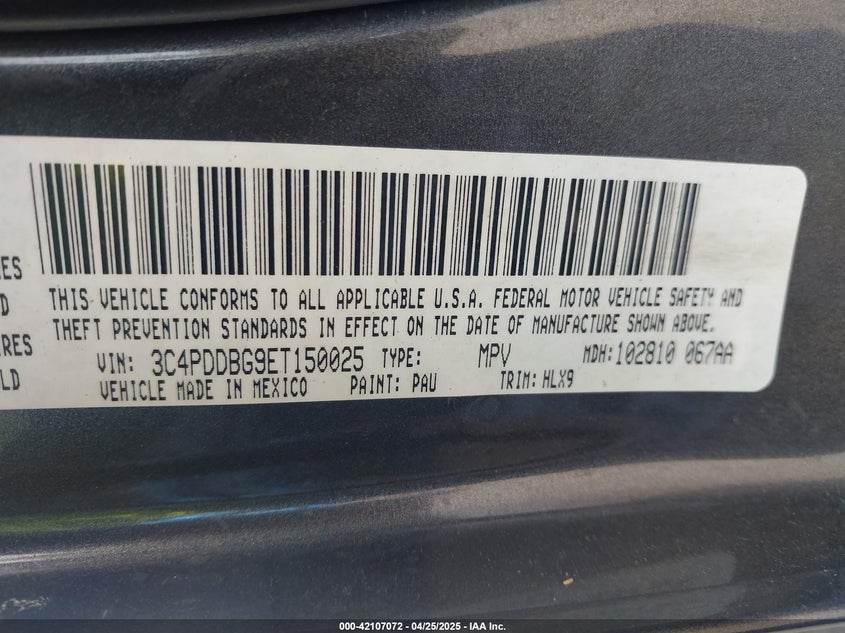 ES
THIS VEHICLE CONFORMS TO ALL APPLICABLE U.S.A. FEDERAL MOTOR VEHICLE SAFETY AND
D
THEFT PREVENTION STANDARDS IN EFFECT ON THE DATE OF MANUFACTURE SHOWN ABOVE.
RES
VIN: 3C4PDDBG9ET150025 TYPE: MPV MDH:102810 067AA
LD
VEHICLE MADE IN MEXICO PAINT: PAU TRIM: HLX9
000-42107072 / 04/25/2025 - IAA Inc.